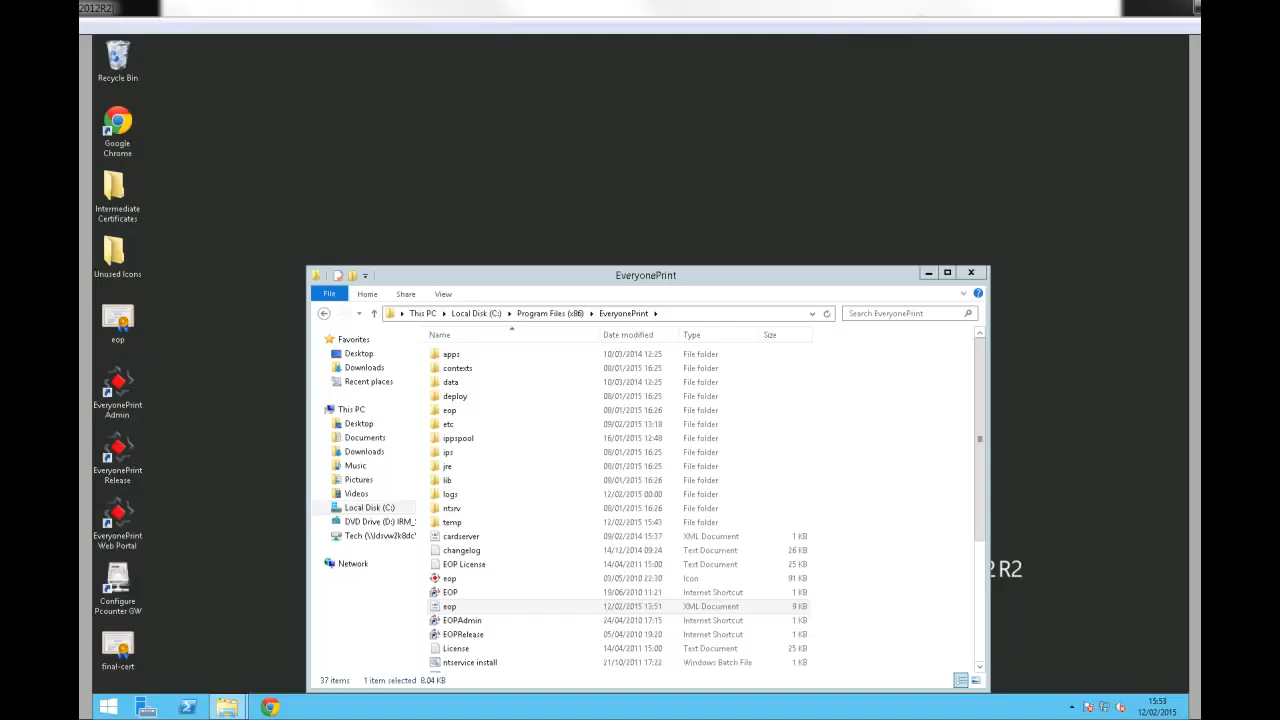 2012R2
Recycle Bin
Google
Chrome
Intermediate
Certificates
Unused Icons
eop
EveryonePrint
Admin
EveryonePrint
Release
EveryonePrint
Web Portal
Configure
Pcounter GW
final-cert
EveryonePrint
File Home Share View
This PC Local Disk (C:) Program Files (x86) EveryonePrint
Search EveryonePrint
Favorites
Desktop
Downloads
Recent places
This PC
Desktop
Documents
Downloads
Music
Pictures
Videos
Local Disk (C:)
DVD Drive (D:) IRM_
Tech (\\ldsvw2k8dc
Network
Name Date modified Type Size
apps 10/03/2014 12:25 File folder
contexts 08/01/2015 16:25 File folder
data 10/03/2014 12:25 File folder
deploy 08/01/2015 16:25 File folder
eop 08/01/2015 16:26 File folder
etc 09/02/2015 13:18 File folder
ippspool 16/01/2015 12:48 File folder
ips 08/01/2015 16:25 File folder
jre 08/01/2015 16:25 File folder
lib 08/01/2015 16:25 File folder
logs 12/02/2015 00:00 File folder
ntsrv 08/01/2015 16:26 File folder
temp 12/02/2015 15:43 File folder
cardserver 09/02/2014 15:37 XML Document 1 KB
changelog 14/12/2014 09:24 Text Document 26 KB
EOP License 14/04/2011 15:00 Text Document 25 KB
eop 03/05/2010 22:30 Icon 91 KB
EOP 19/06/2010 11:21 Internet Shortcut 1 KB
eop 12/02/2015 13:51 XML Document 9 KB
EOPAdmin 24/04/2010 17:15 Internet Shortcut 1 KB
EOPRelease 05/04/2010 19:20 Internet Shortcut 1 KB
License 14/04/2011 15:00 Text Document 25 KB
ntservice install 21/10/2011 17:22 Windows Batch File 1 KB
37 items 1 item selected 8.04 KB
2 R2
15:53
12/02/2015